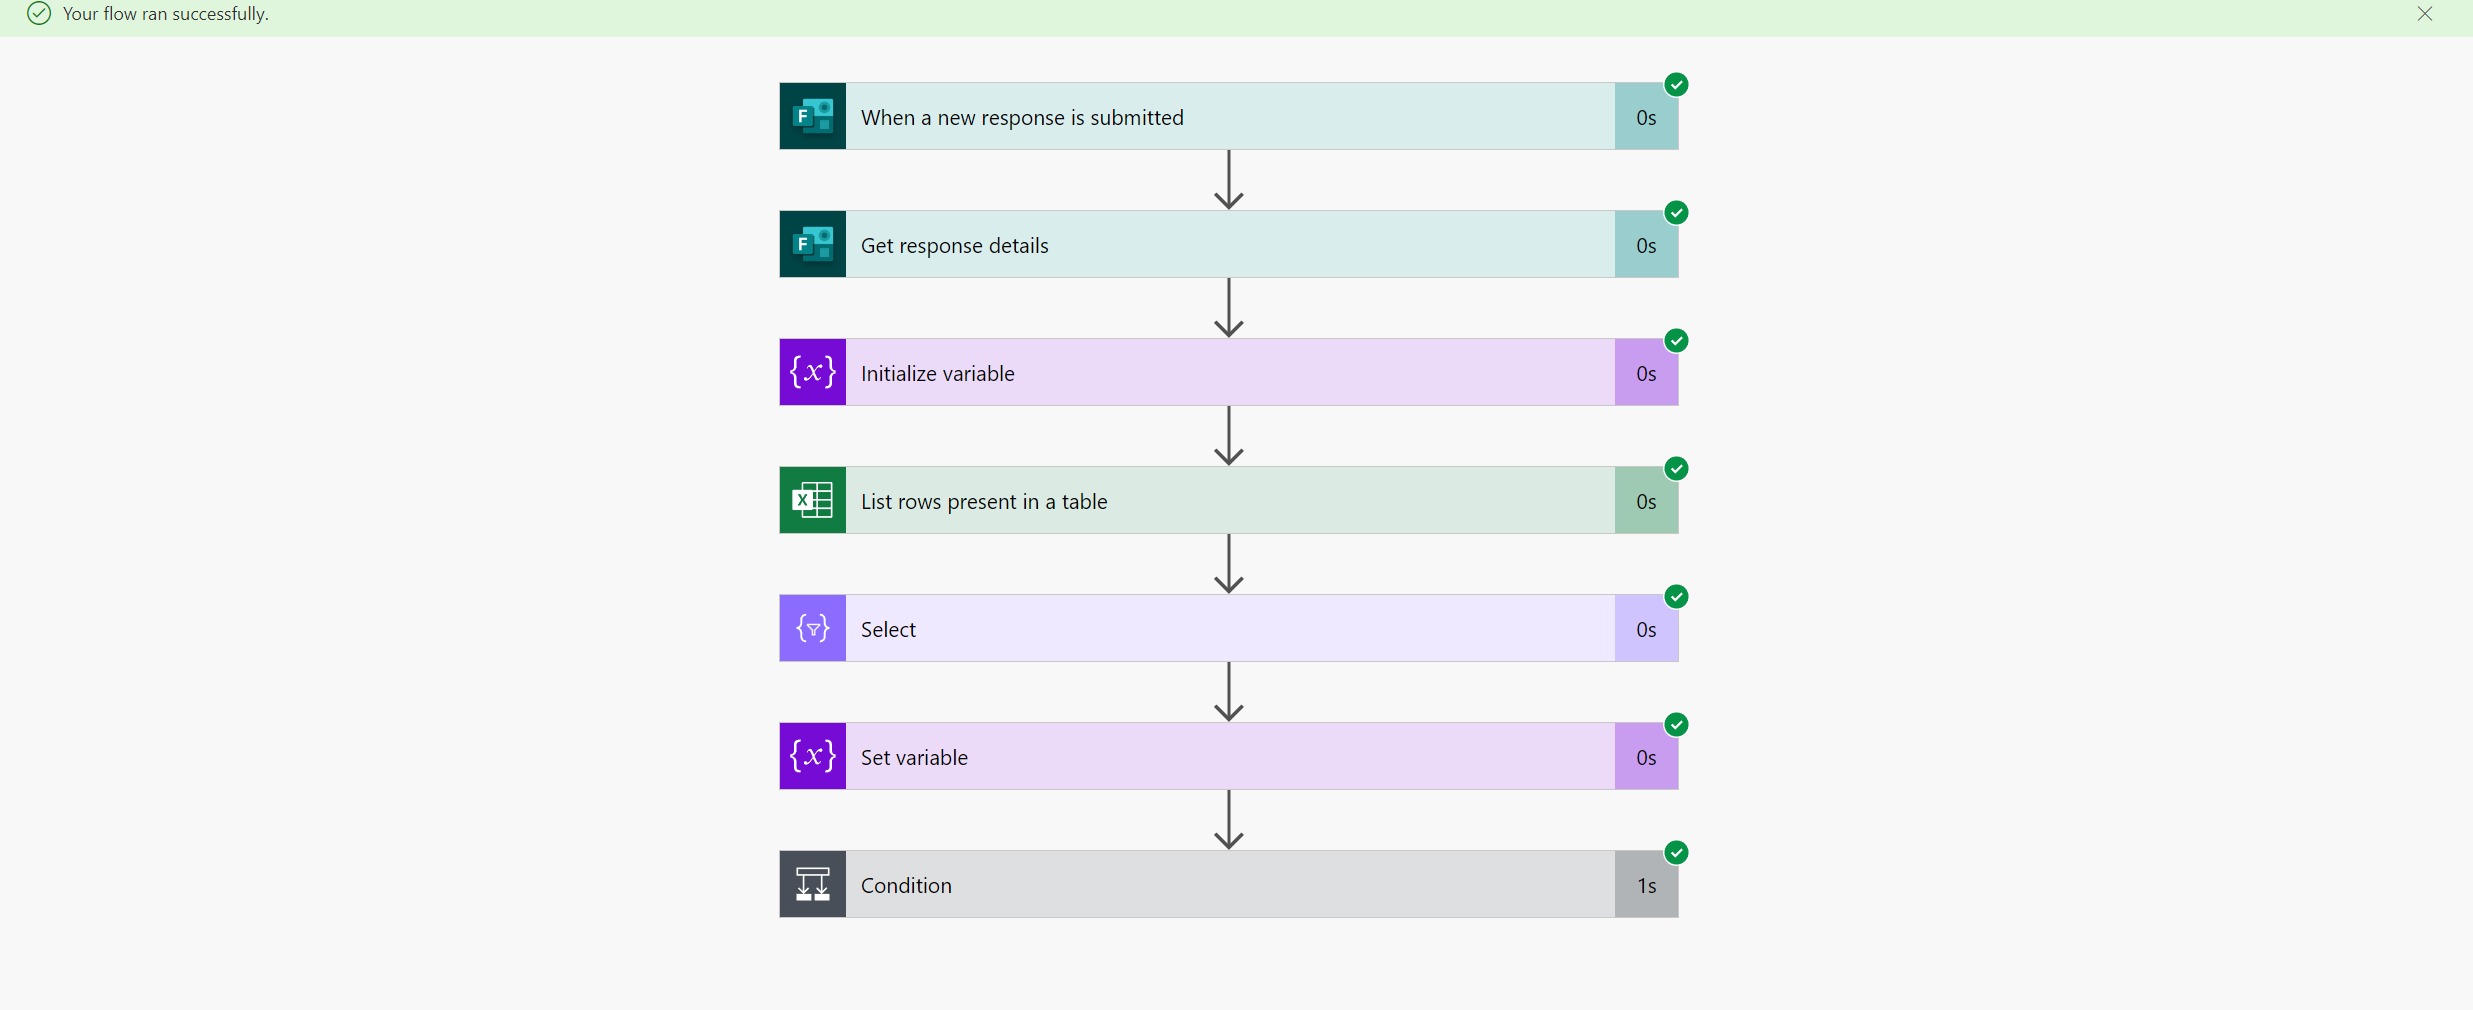 Your flow ran successfully.
When a new response is submitted 0s
F
Get response details 0s
F
Initialize variable 0s
{x}
List rows present in a table 0s
X
Select 0s
Set variable 0s
{x}
Condition 1s